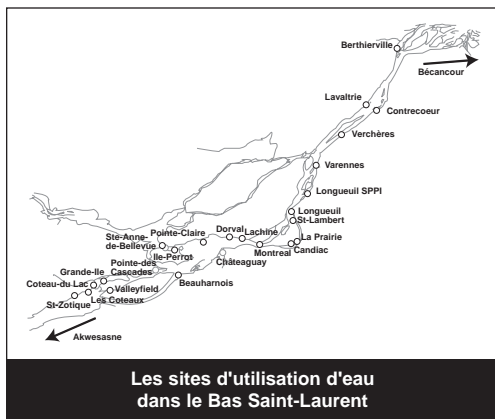 Berthierville
Bécancour
Lavaltrie
Contrecoeur
Verchères
Varennes
Longueuil SPPI
Longueuil
St-Lambert
Ste-Anne-
de-Bellevue
Pointe-Claire
Dorval
Lachine
La Prairie
Ile-Perrot
Montreal
Candiac
Châteaguay
Pointe-des
Cascades
Grande-Ile
Coteau-du Lac
Valleyfield
Beauharnois
Les Coteaux
St-Zotique
Akwesasne
Les sites d'utilisation d'eau
dans le Bas Saint-Laurent